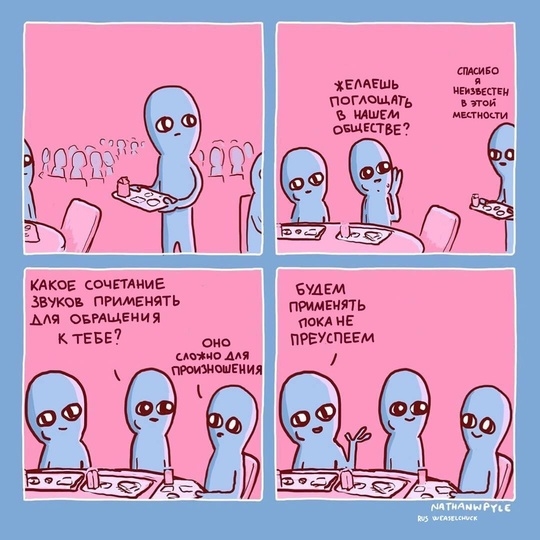 ЖЕЛАЕШЬ
ПОГЛОЩАТЬ
В НАШЕМ
ОБЩЕСТВЕ?
СПАСИБО
Я
НЕИЗВЕСТЕН
В ЭТОЙ
МЕСТНОСТИ
КАКОЕ СОЧЕТАНИЕ
ЗВУКОВ ПРИМЕНЯТЬ
ДЛЯ ОБРАЩЕНИЯ
К ТЕБЕ?
ОНО
СЛОЖНО ДЛЯ
ПРОИЗНОШЕНИЯ
БУДЕМ
ПРИМЕНЯТЬ
ПОКА НЕ
ПРЕУСПЕЕМ
NATHANWPYLE
RUS WEASELCHUCK